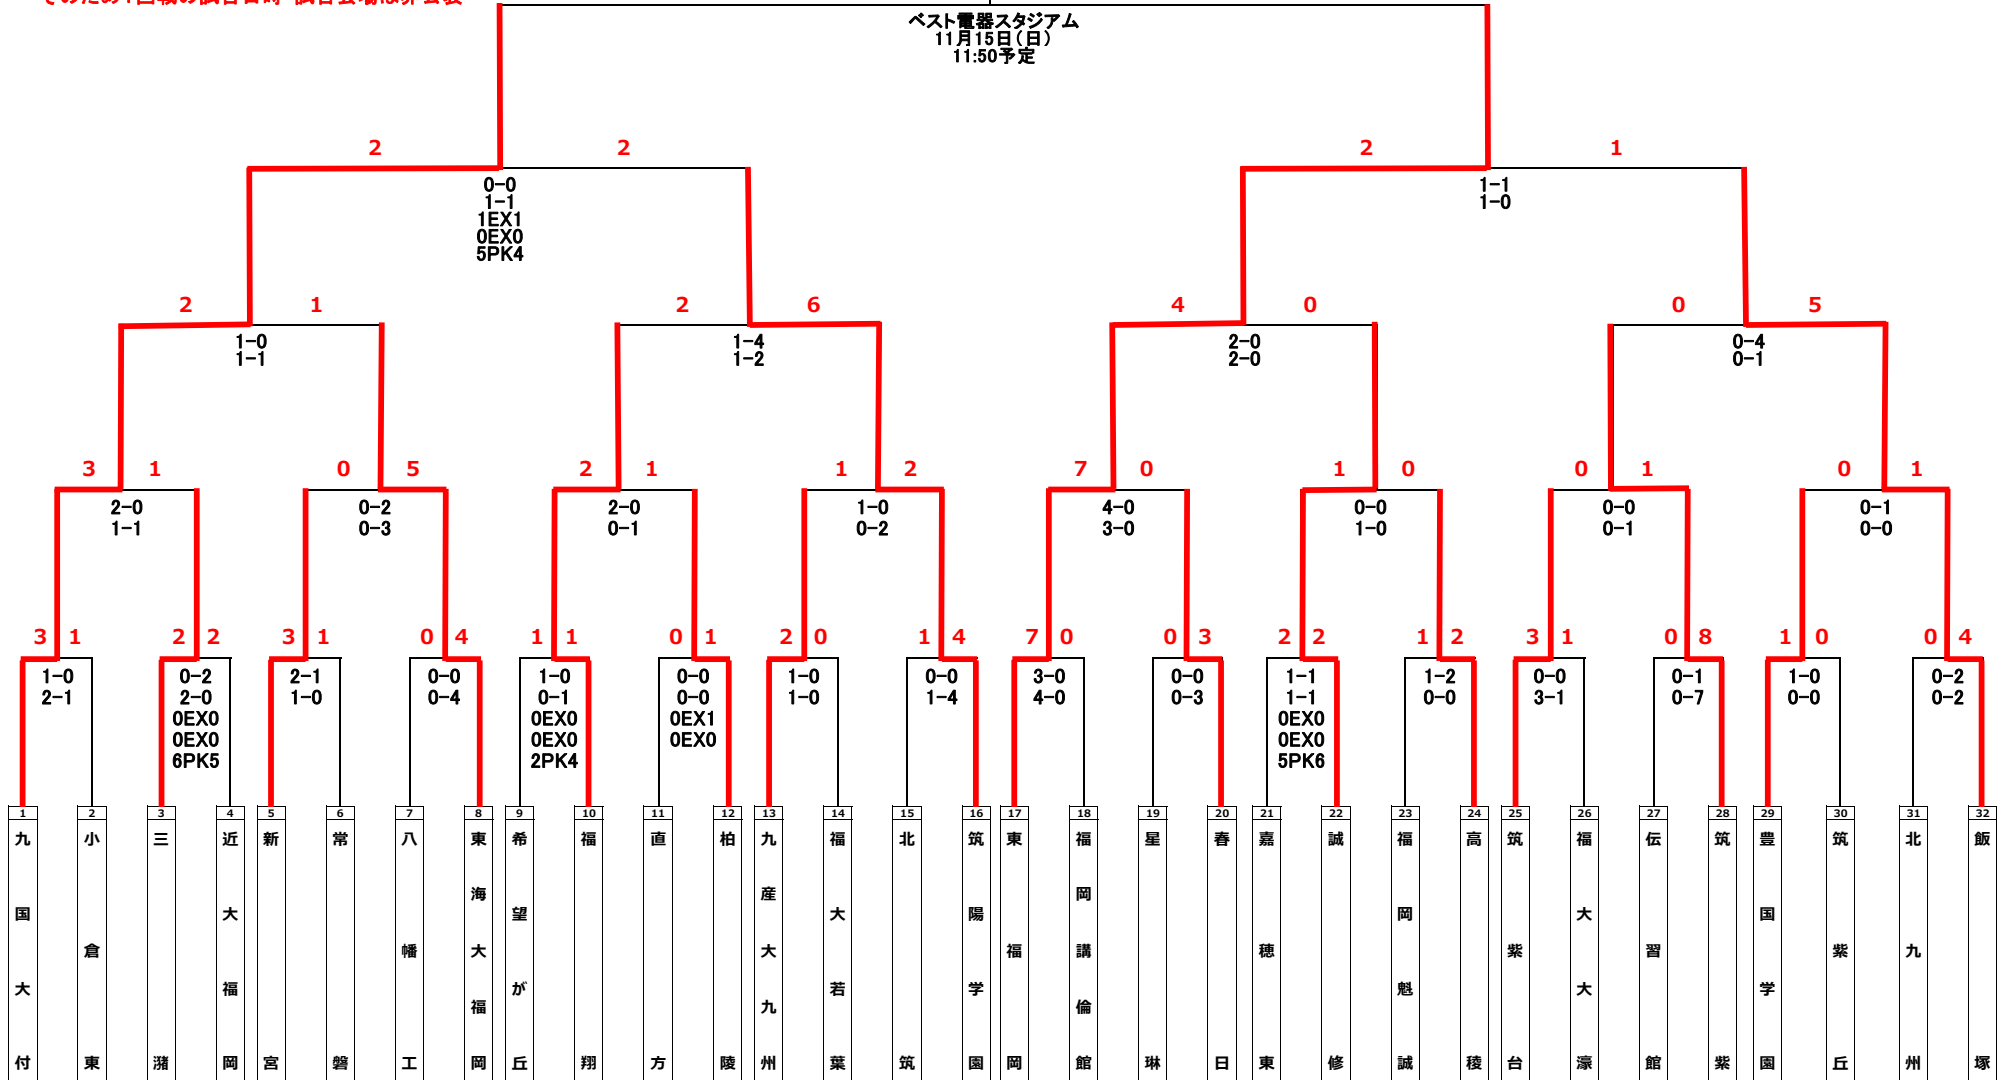 ベスト電器スタジアム
11月15日(日)
11:50予定
2 2
0-0
1-1
1EX1
0EX0
5PK4
2 1
1-1
1-0
2 1
1-0
1-1
2 6
1-4
1-2
4 0
2-0
2-0
0 5
0-4
0-1
3 1
2-0
1-1
0 5
0-2
0-3
2 1
2-0
0-1
1 2
1-0
0-2
7 0
4-0
3-0
1 0
0-0
1-0
0 1
0-0
0-1
0 1
0-1
0-0
3 1
1-0
2-1
2 2
0-2
2-0
0EX0
0EX0
6PK5
3 1
2-1
1-0
0 4
0-0
0-4
1 1
1-0
0-1
0EX0
0EX0
2PK4
0 1
0-0
0-0
0EX1
0EX0
2 0
1-0
1-0
1 4
0-0
1-4
7 0
3-0
4-0
0 3
0-0
0-3
2 2
1-1
1-1
0EX0
0EX0
5PK6
1 2
1-2
0-0
3 1
0-0
3-1
0 8
0-1
0-7
1 0
1-0
0-0
0 4
0-2
0-2
1 九国大付
2 小倉東
3 三潴
4 近大福岡
5 新宮
6 常磐
7 八幡工
8 東海大福岡
9 希望が丘
10 福翔
11 直方
12 柏陵
13 九産大九州
14 福大若葉
15 北筑
16 筑陽学園
17 東福岡
18 福岡講倫館
19 星琳
20 春日
21 嘉穂東
22 誠修
23 福岡魁誠
24 高稜
25 筑紫台
26 福大大濠
27 伝習館
28 筑紫
29 豊国学園
30 筑紫丘
31 北九州
32 飯塚